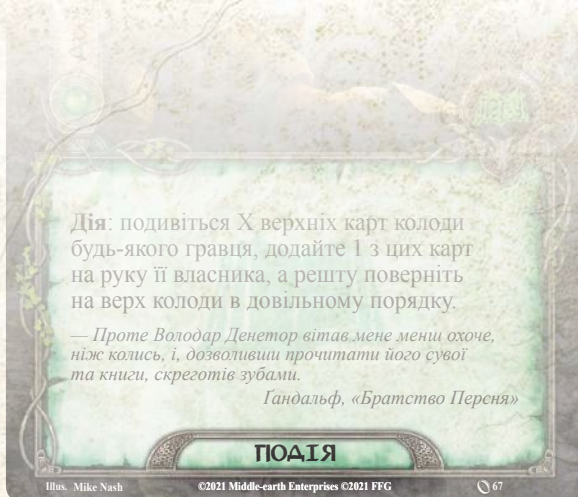 Дія: подивіться X верхніх карт колоди
будь-якого гравця, додайте 1 з цих карт
на руку її власника, а решту поверніть
на верх колоди в довільному порядку.
— Проте Володар Денетор вітав мене менш охоче,
ніж колись, і, дозволивши прочитати його сувої
та книги, скреготів зубами.
Ґандальф, «Братство Персня»
ПОДІЯ
Illus. Mike Nash ©2021 Middle-earth Enterprises ©2021 FFG 67